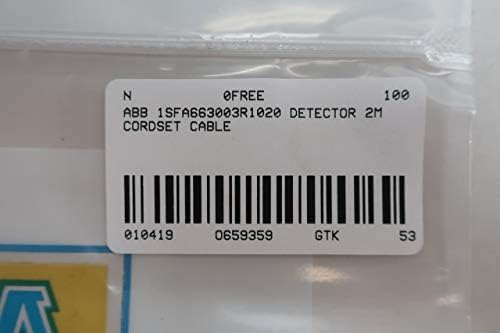 N 0FREE 100
ABB 1SFA663003R1020 DETECTOR 2M
CORDSET CABLE
010419 0659359 GTK 53